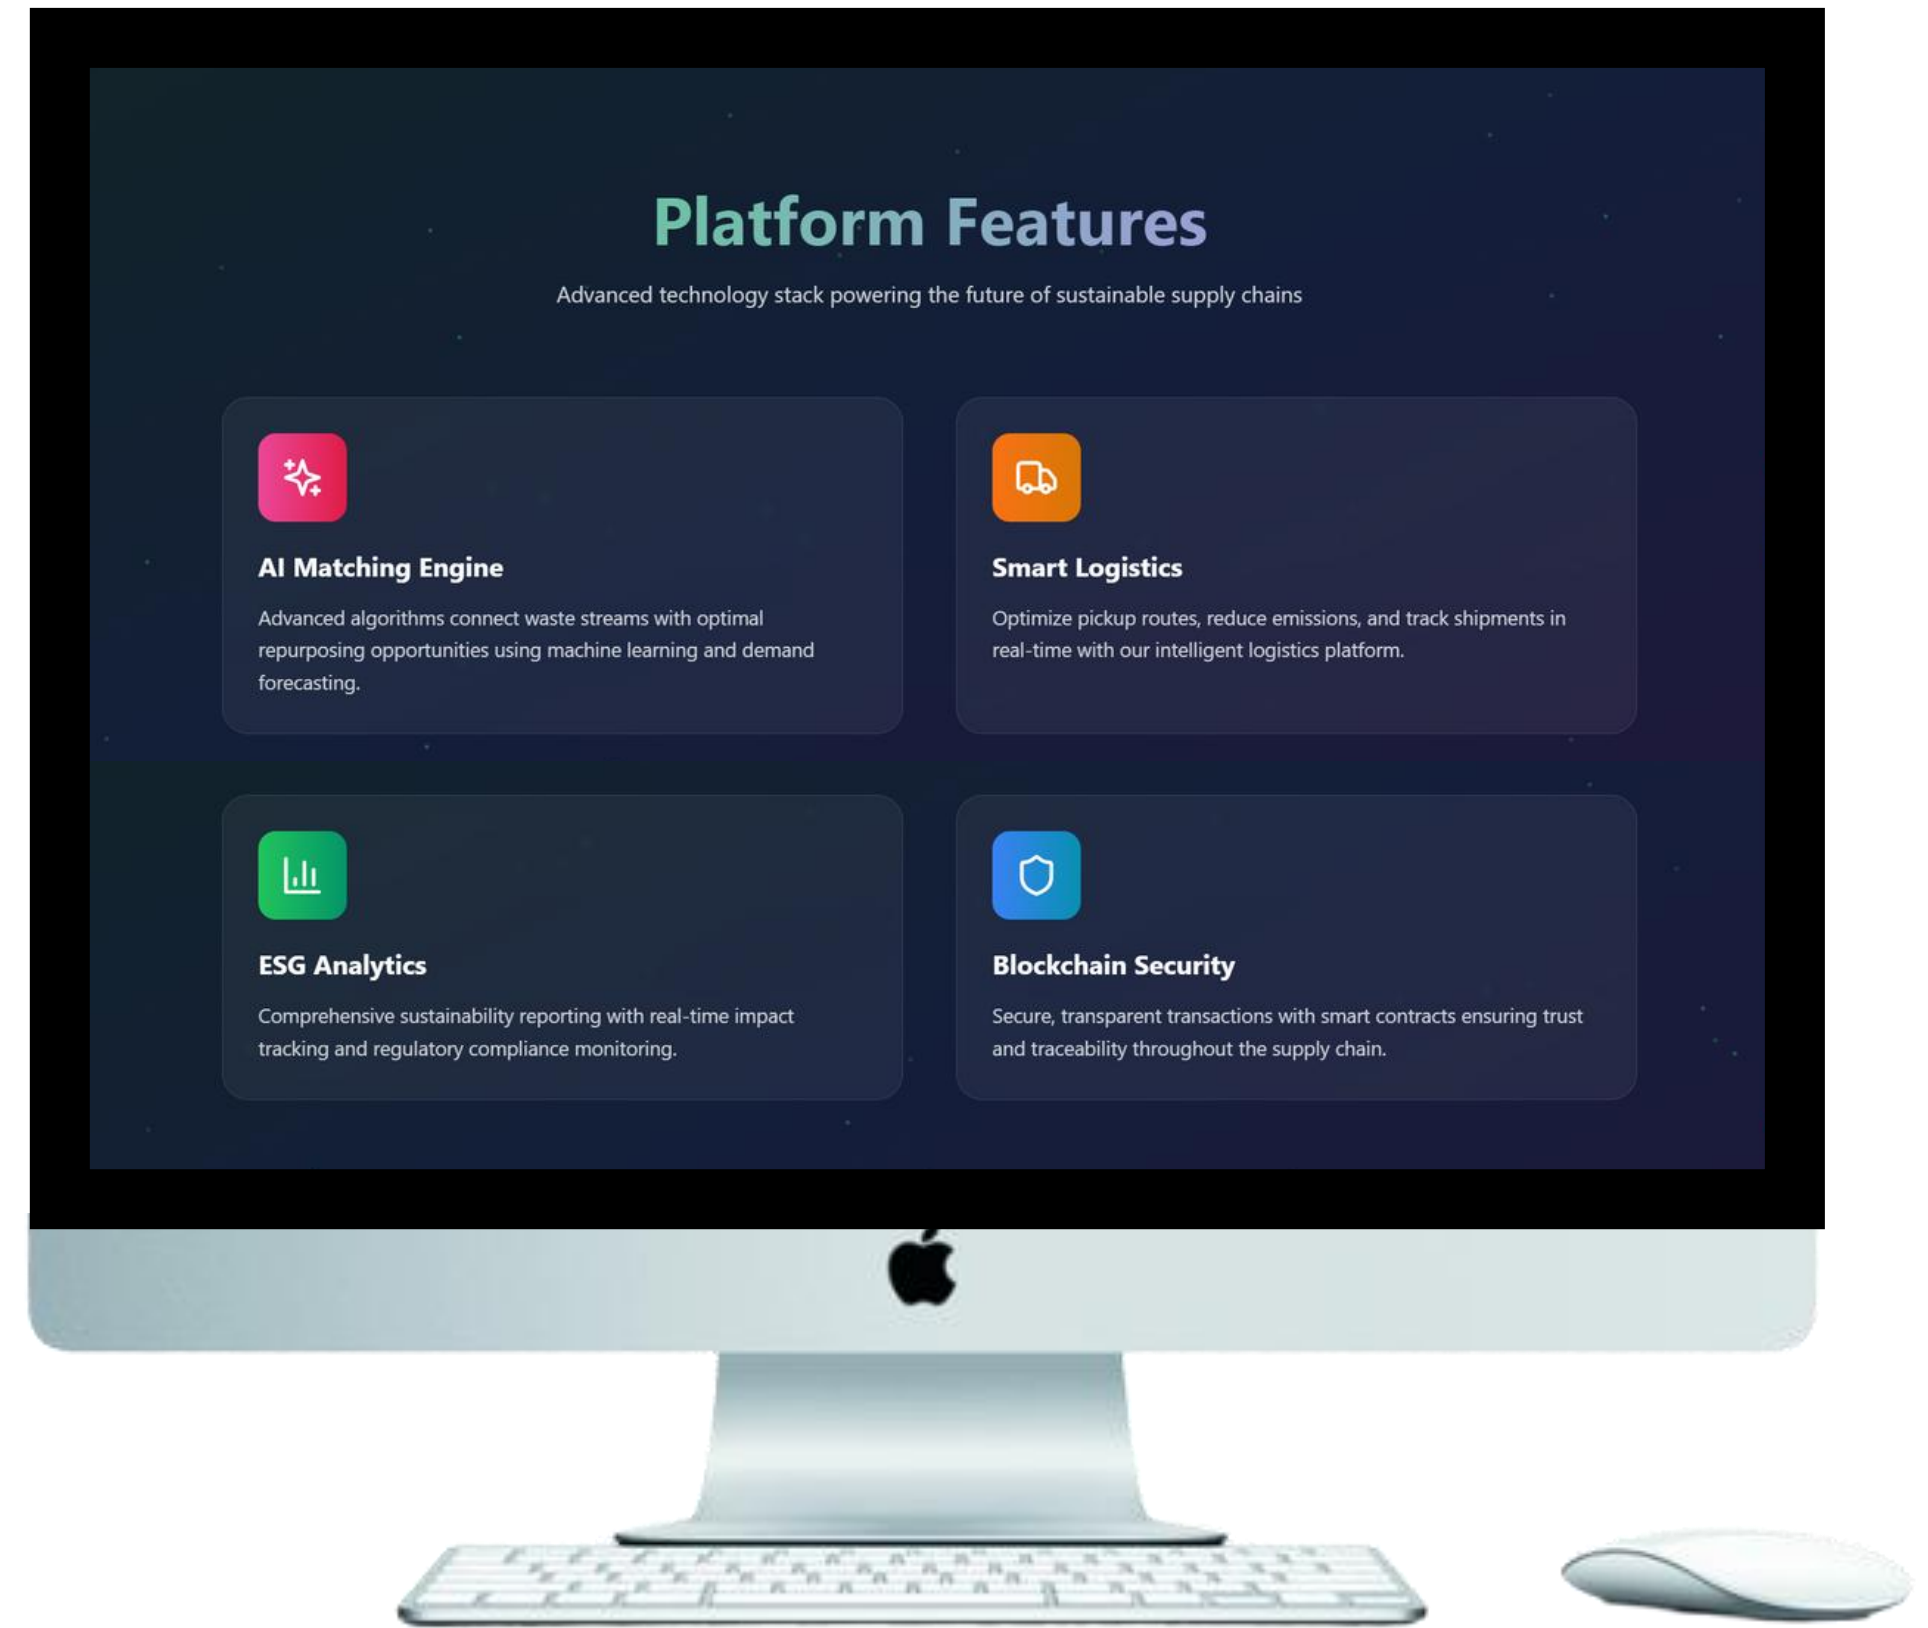 Platform Features
Advanced technology stack powering the future of sustainable supply chains
AI Matching Engine
Advanced algorithms connect waste streams with optimal
repurposing opportunities using machine learning and demand
forecasting.
Smart Logistics
Optimize pickup routes, reduce emissions, and track shipments in
real-time with our intelligent logistics platform.
ESG Analytics
Comprehensive sustainability reporting with real-time impact
tracking and regulatory compliance monitoring.
Blockchain Security
Secure, transparent transactions with smart contracts ensuring trust
and traceability throughout the supply chain.